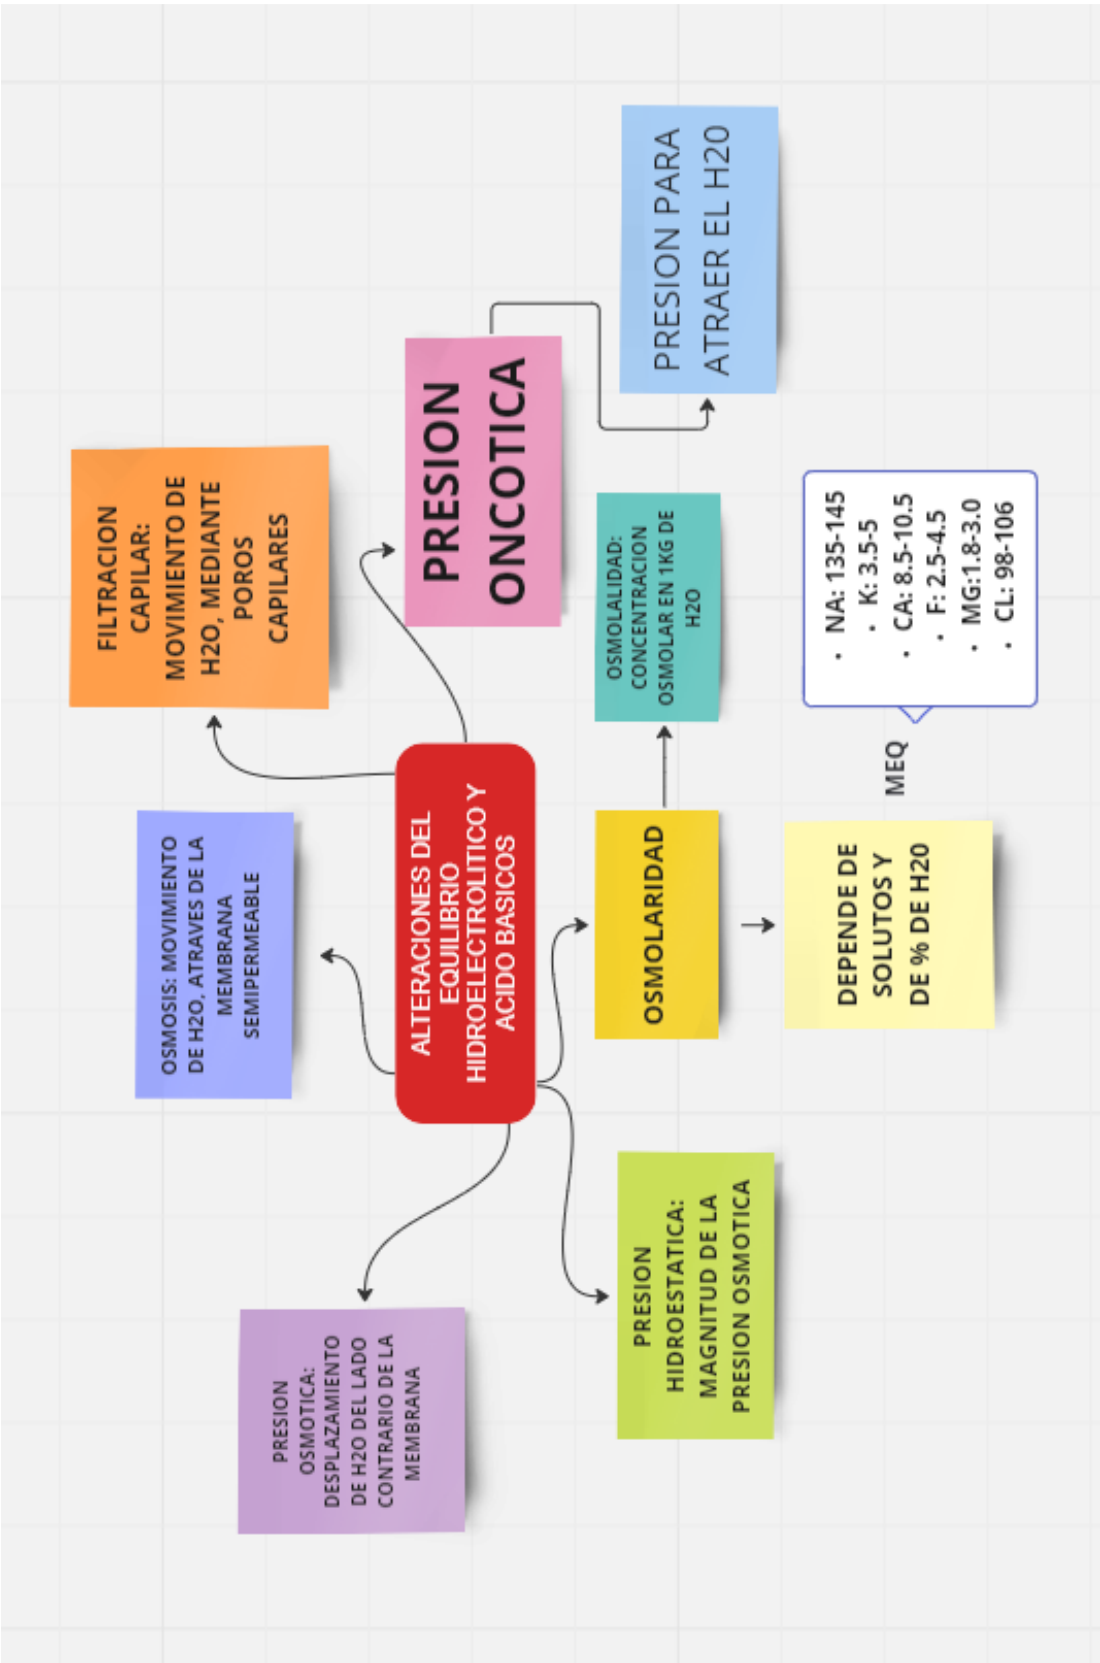 PRESION
OSMOTICA:
DESPLAZAMIENTO
DE H2O DEL LADO
CONTRARIO DE LA
MEMBRANA
OSMOSIS: MOVIMIENTO
DE H2O, ATRAVES DE LA
MEMBRANA
SEMIPERMEABLE
FILTRACION
CAPILAR:
MOVIMIENTO DE
H2O, MEDIANTE
POROS
CAPILARES
ALTERACIONES DEL
EQUILIBRIO
HIDROELECTROLITICO Y
ACIDO BASICOS
PRESION
ONCOTICA
PRESION PARA
ATRAER EL H20
PRESION
HIDROESTATICA:
MAGNITUD DE LA
PRESION OSMOTICA
OSMOLARIDAD
OSMOLALIDAD:
CONCENTRACION
OSMOLAR EN 1KG DE
H2O
DEPENDE DE
SOLUTOS Y
DE % DE H20
MEQ
• NA: 135-145
• K: 3.5-5
• CA: 8.5-10.5
• F: 2.5-4.5
• MG:1.8-3.0
• CL: 98-106